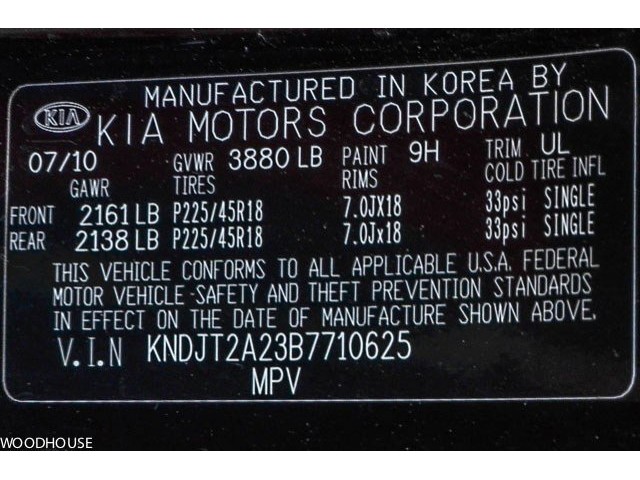 MANUFACTURED IN KOREA BY
KIA KIA MOTORS CORPORATION
07/10 GVWR 3880 LB PAINT 9H TRIM UL
GAWR TIRES RIMS COLD TIRE INFL
FRONT 2161 LB P225/45R18 7.0JX18 33psi SINGLE
REAR 2138 LB P225/45R18 7.0Jx18 33psi SINGLE
THIS VEHICLE CONFORMS TO ALL APPLICABLE U.S.A. FEDERAL
MOTOR VEHICLE-SAFETY AND THEFT PREVENTION STANDARDS
IN EFFECT ON THE DATE OF MANUFACTURE SHOWN ABOVE.
V.I.N KNDJT2A23B7710625
MPV
WOODHOUSE